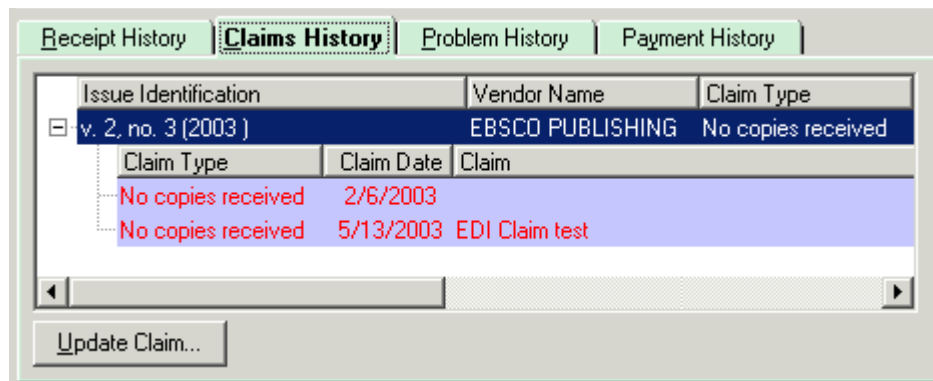 Receipt History Claims History Problem History Payment History
Issue Identification Vendor Name Claim Type
v. 2, no. 3 (2003 ) EBSCO PUBLISHING No copies received
Claim Type Claim Date Claim
No copies received 2/6/2003
No copies received 5/13/2003 EDI Claim test
Update Claim...